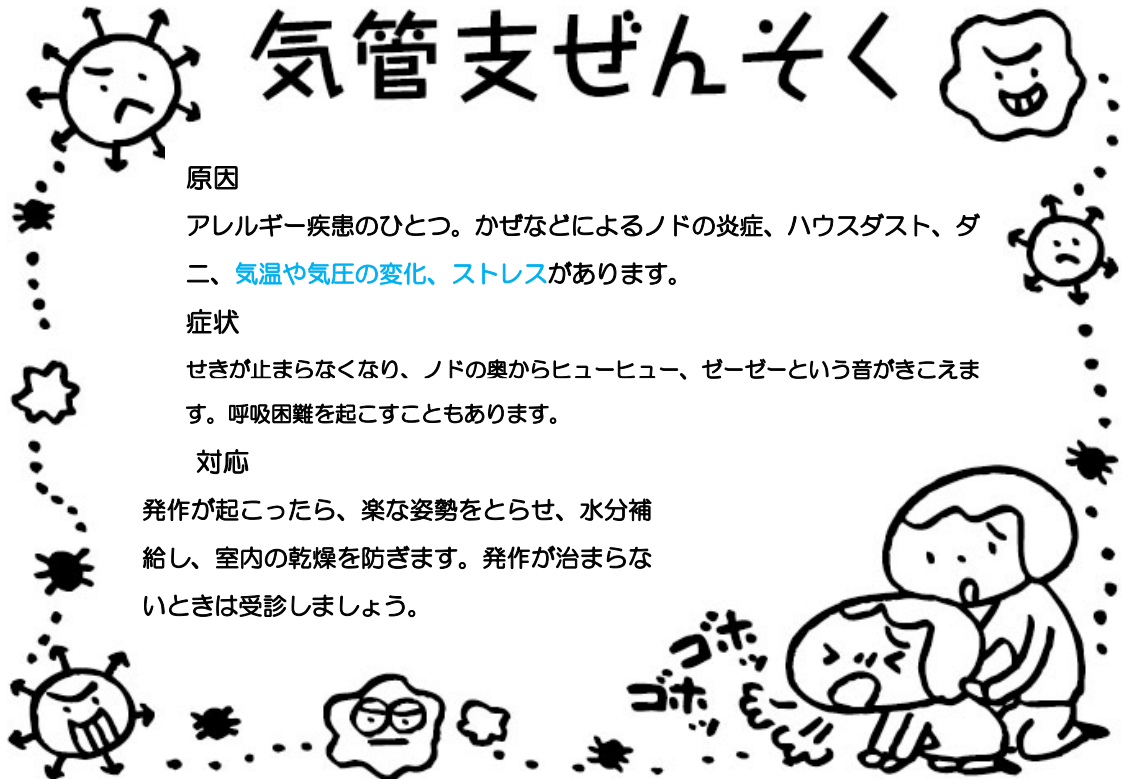 気管支ぜんそく
原因
アレルギー疾患のひとつ。かぜなどによるノドの炎症、ハウスダスト、ダ
ニ、気温や気圧の変化、ストレスがあります。
症状
せきが止まらなくなり、ノドの奥からヒューヒュー、ゼーゼーという音がきこえま
す。呼吸困難を起こすこともあります。
対応
発作が起こったら、楽な姿勢をとらせ、水分補
給し、室内の乾燥を防ぎます。発作が治まらな
いときは受診しましょう。
ゴホッ
ゴホッ